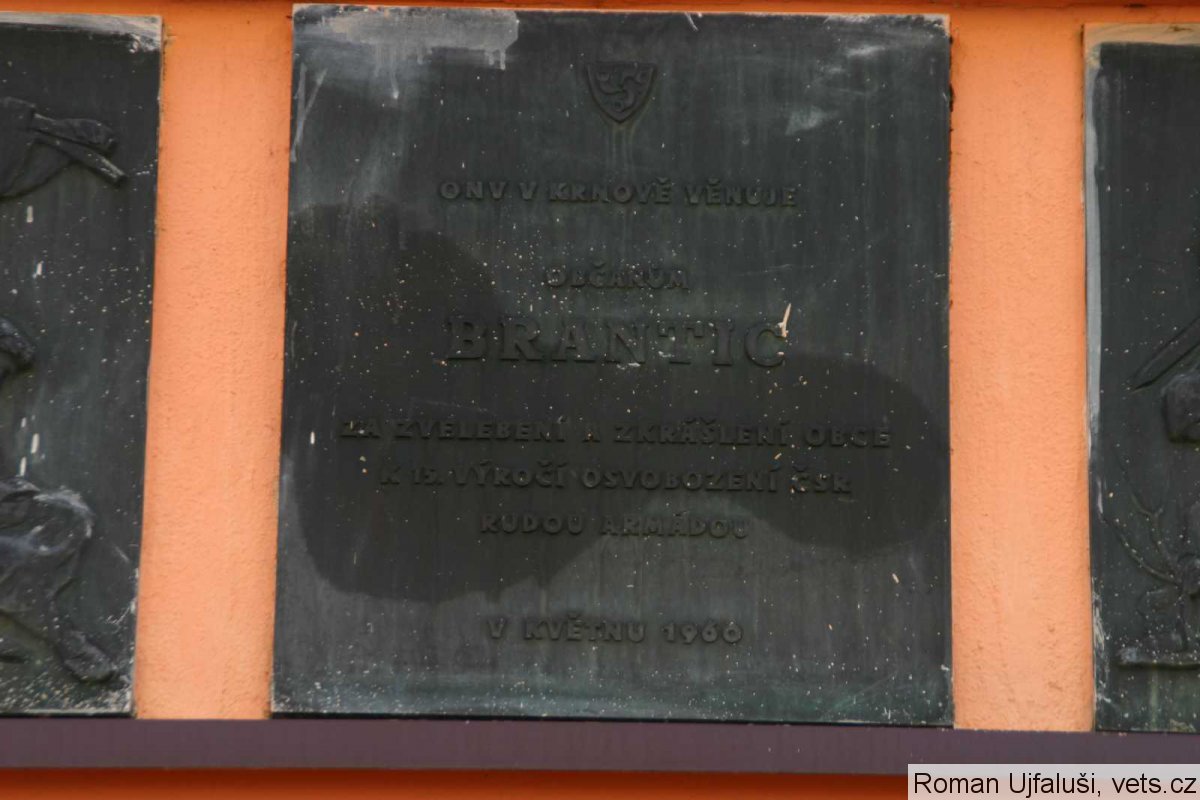 ONV V KRNOVĚ VĚNUJE
OBČANŮM
BRANTIC
ZA ZVELEBENÍ A ZKRÁŠLENÍ OBCE
K 15. VÝROČÍ OSVOBOZENÍ ČSR
RUDOU ARMÁDOU
V KVĚTNU 1960
Roman Ujfaluši, vets.cz